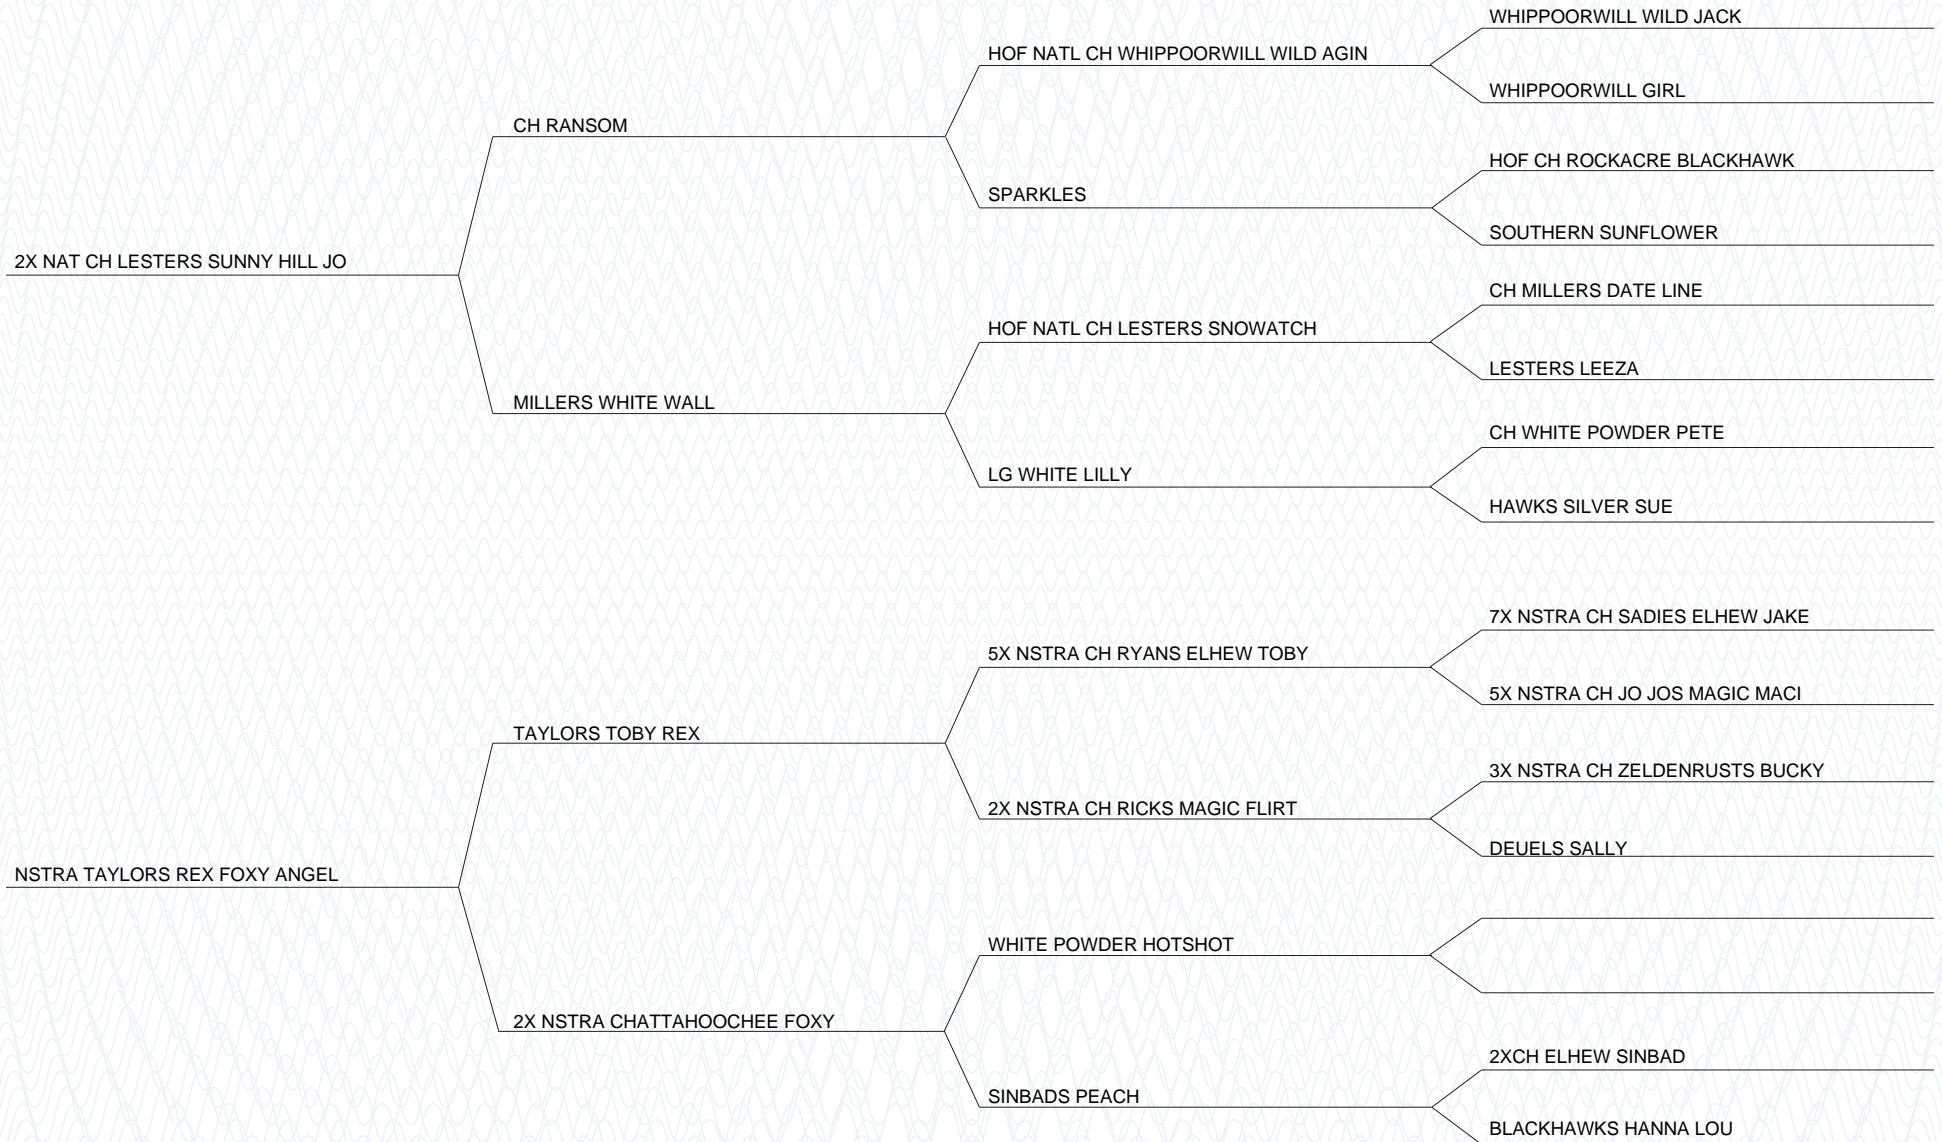 2X NAT CH LESTERS SUNNY HILL JO
CH RANSOM
HOF NATL CH WHIPPOORWILL WILD AGIN
WHIPPOORWILL WILD JACK
WHIPPOORWILL GIRL
SPARKLES
HOF CH ROCKACRE BLACKHAWK
SOUTHERN SUNFLOWER
MILLERS WHITE WALL
HOF NATL CH LESTERS SNOWATCH
CH MILLERS DATE LINE
LESTERS LEEZA
LG WHITE LILLY
CH WHITE POWDER PETE
HAWKS SILVER SUE
NSTRA TAYLORS REX FOXY ANGEL
TAYLORS TOBY REX
5X NSTRA CH RYANS ELHEW TOBY
7X NSTRA CH SADIES ELHEW JAKE
5X NSTRA CH JO JOS MAGIC MACI
2X NSTRA CH RICKS MAGIC FLIRT
3X NSTRA CH ZELDENRUSTS BUCKY
DEUELS SALLY
2X NSTRA CHATTAHOOCHEE FOXY
WHITE POWDER HOTSHOT
SINBADS PEACH
2XCH ELHEW SINBAD
BLACKHAWKS HANNA LOU